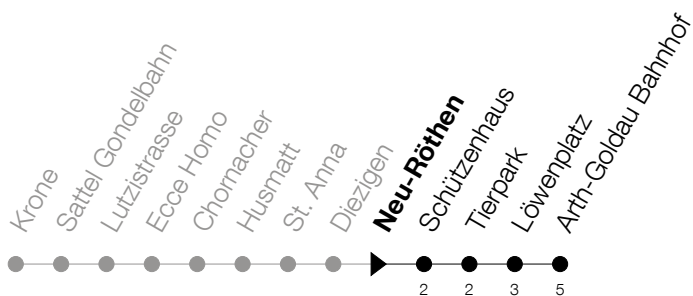 Krone
Sattel Gondelbahn
Lutzistrasse
Ecce Homo
Chornacher
Husmatt
St. Anna
Diezigen
Neu-Röthen
Schützenhaus
Tierpark
Löwenplatz
Arth-Goldau Bahnhof
2 2 3 5